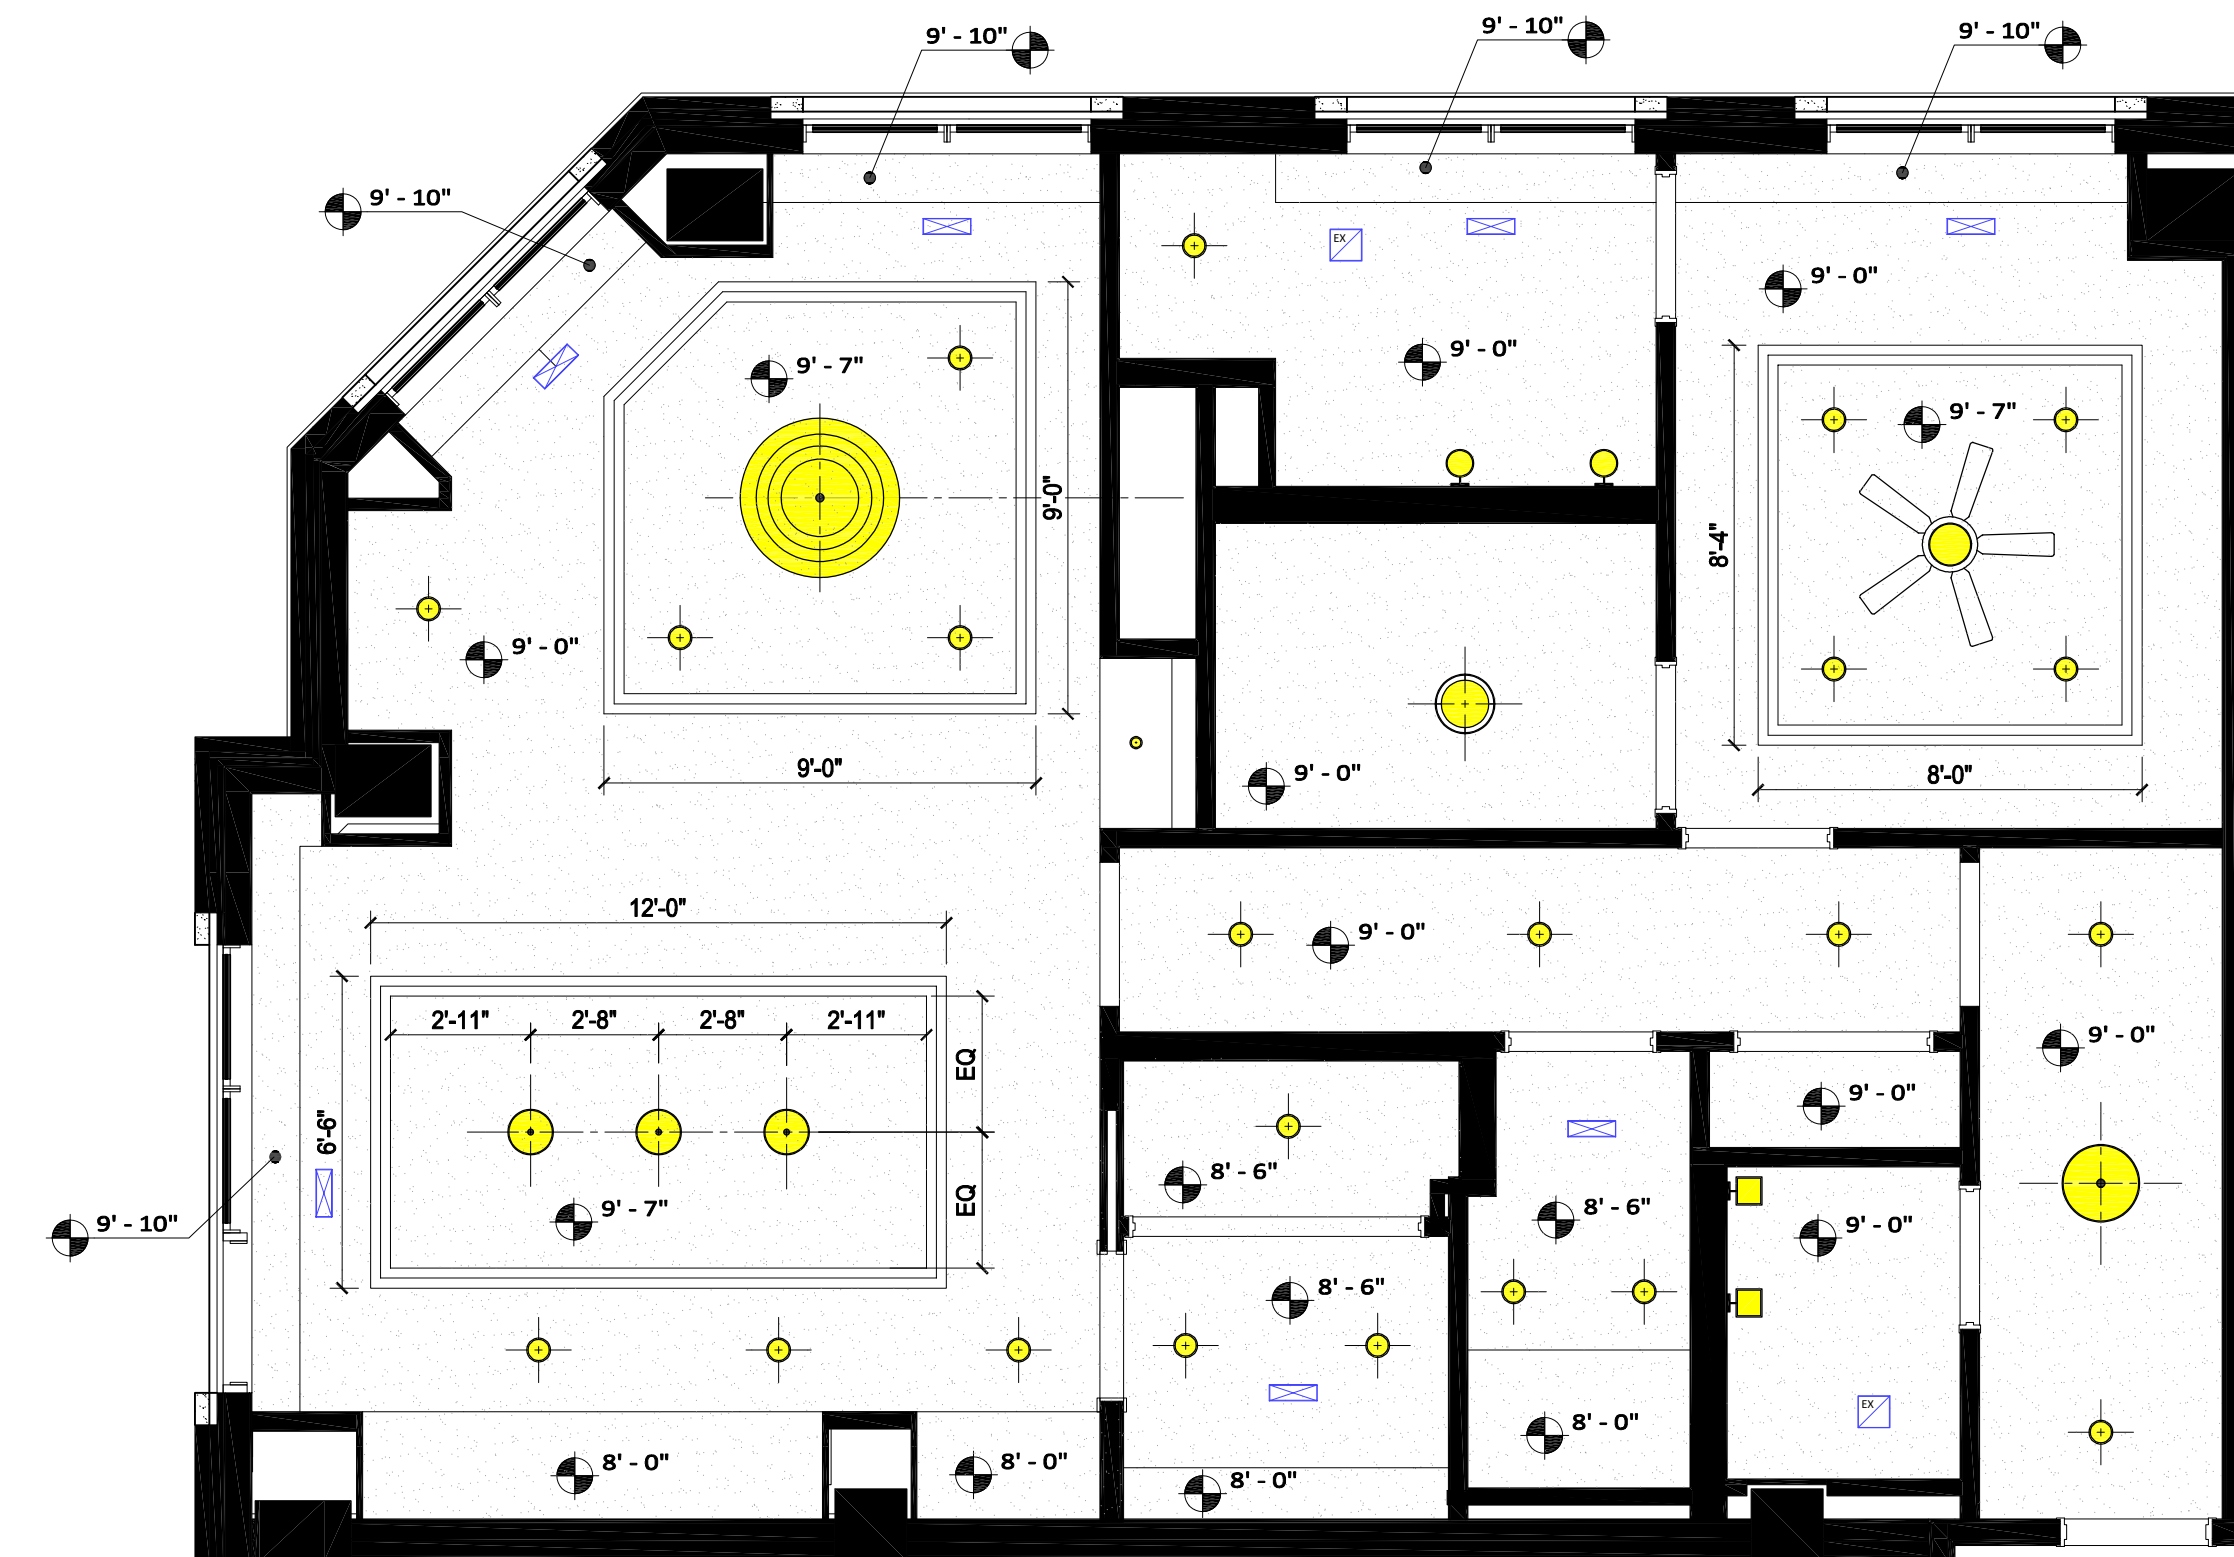 9' - 10"
9' - 10"
9' - 10"
9' - 10"
EX
9' - 0"
9' - 0"
9' - 7"
9' - 7"
9'-0"
8'-4"
9' - 0"
9'-0"
9' - 0"
8'-0"
12'-0"
9' - 0"
2'-11"
2'-8"
2'-8"
2'-11"
9' - 0"
EQ
9' - 0"
6'-6"
8' - 6"
EQ
9' - 7"
8' - 6"
9' - 10"
9' - 0"
8' - 6"
EX
8' - 0"
8' - 0"
8' - 0"
8' - 0"